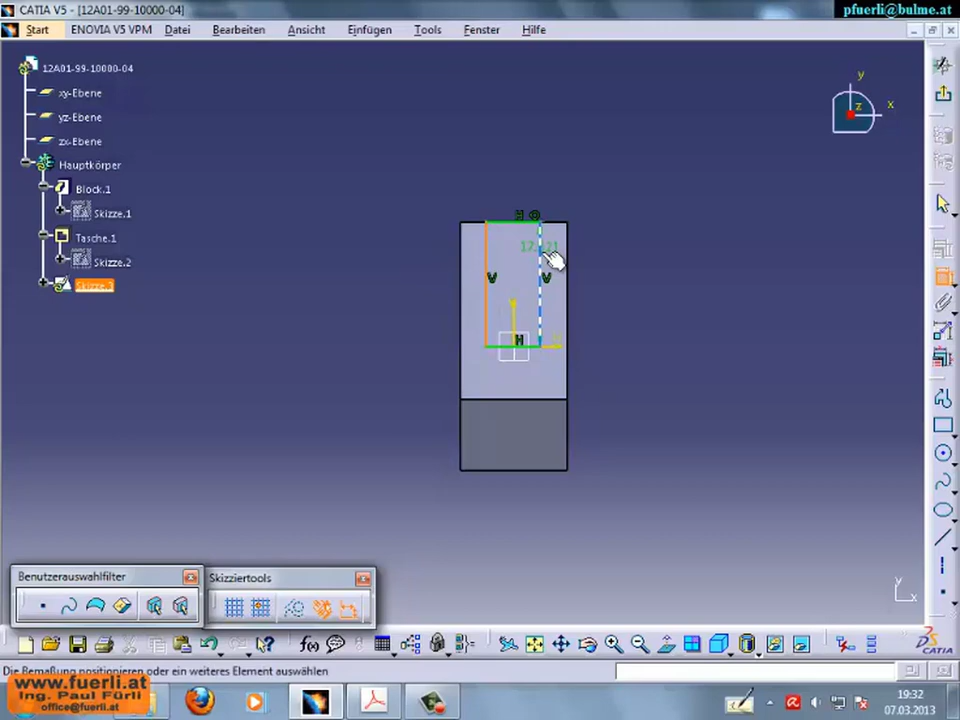 CATIA V5 - [12A01-99-10000-04]
pfuerli@bulme.at
Start ENOVIA V5 VPM Datei Bearbeiten Ansicht Einfügen Tools Fenster Hilfe
12A01-99-10000-04
xy-Ebene
yz-Ebene
zx-Ebene
Hauptkörper
Block.1
Skizze.1
Tasche.1
Skizze.2
Skizze.3
y
x
z
H
V
V
H
y
x
Benutzerauswahlfilter
Skizziertools
f(x)
CATIA
Die Bemaßung positionieren oder ein weiteres Element auswählen
www.fuerli.at
Ing. Paul Fürli
office@fuerli.at
19:32
07.03.2013